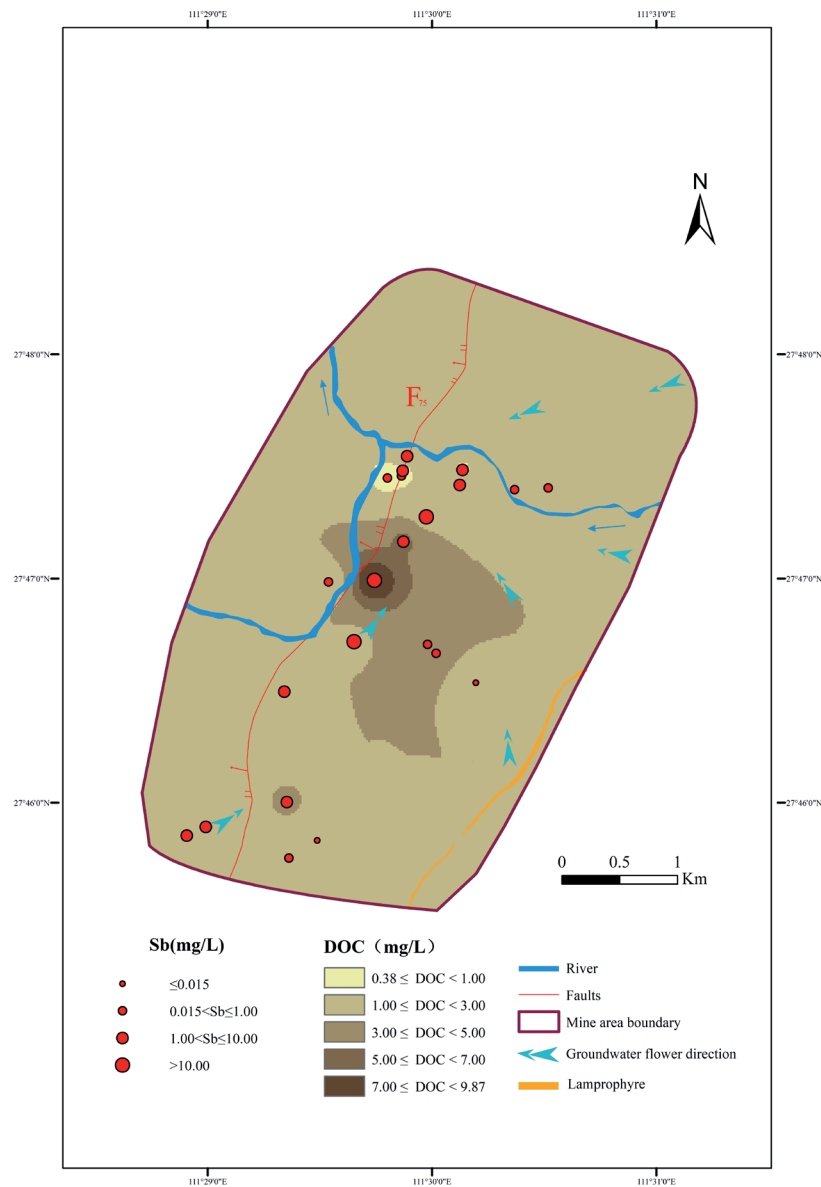 111°29'0"E 111°30'0"E 111°31'0"E
N
27°48'0"N 27°48'0"N
F75
27°47'0"N 27°47'0"N
27°46'0"N 27°46'0"N
0 0.5 1
Km
Sb(mg/L)
≤0.015
0.015<Sb≤1.00
1.00<Sb≤10.00
>10.00
DOC（mg/L）
0.38 ≤ DOC < 1.00
1.00 ≤ DOC < 3.00
3.00 ≤ DOC < 5.00
5.00 ≤ DOC < 7.00
7.00 ≤ DOC < 9.87
River
Faults
Mine area boundary
Groundwater flower direction
Lamprophyre
111°29'0"E 111°30'0"E 111°31'0"E